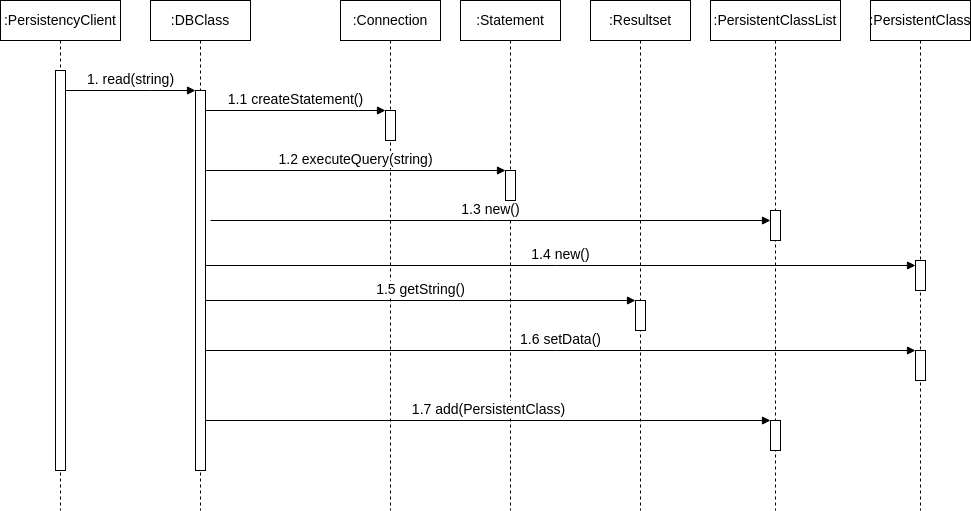 :PersistencyClient
:DBClass
:Connection
:Statement
:Resultset
:PersistentClassList
:PersistentClass
1. read(string)
1.1 createStatement()
1.2 executeQuery(string)
1.3 new()
1.4 new()
1.5 getString()
1.6 setData()
1.7 add(PersistentClass)